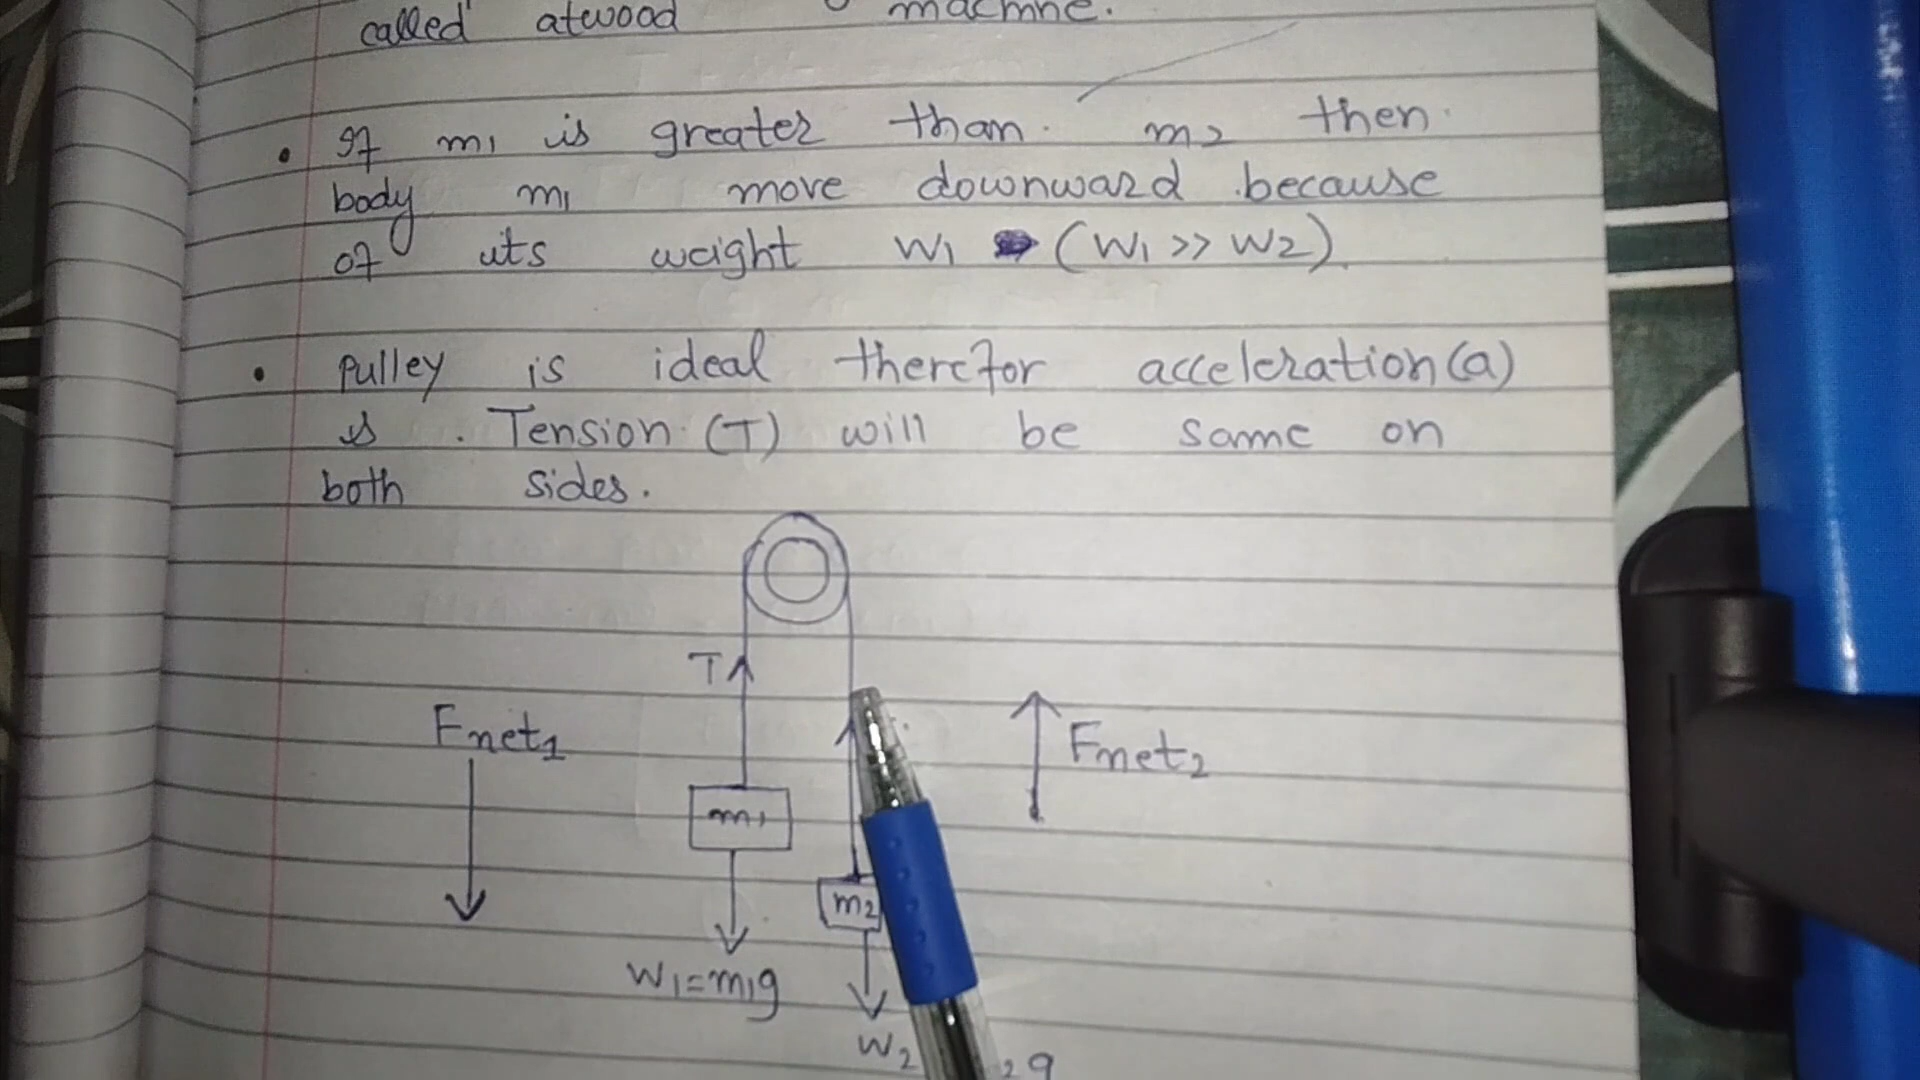 called atwood machine.
• If m1 is greater than m2 then
body m1 move downward because
of its weight W1 (W1 >> W2).
• Pulley is ideal therefor acceleration (a)
is Tension (T) will be same on
both sides.
T
Fnet1
Fnet2
m1
m2
W1=m1g
W2 2g